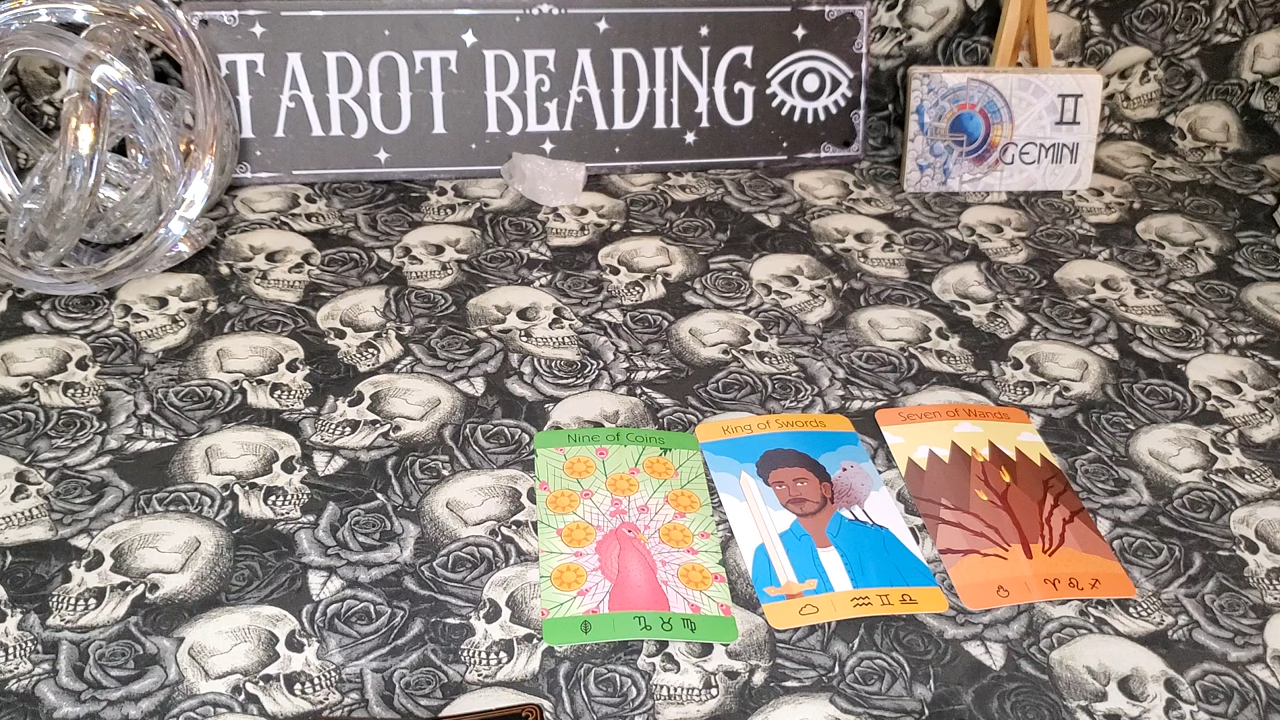 TAROT READING
♊
GEMINI
Nine of Coins
King of Swords
Seven of Wands
♑ ♉ ♍
♒ ♊ ♎
♈ ♌ ♐